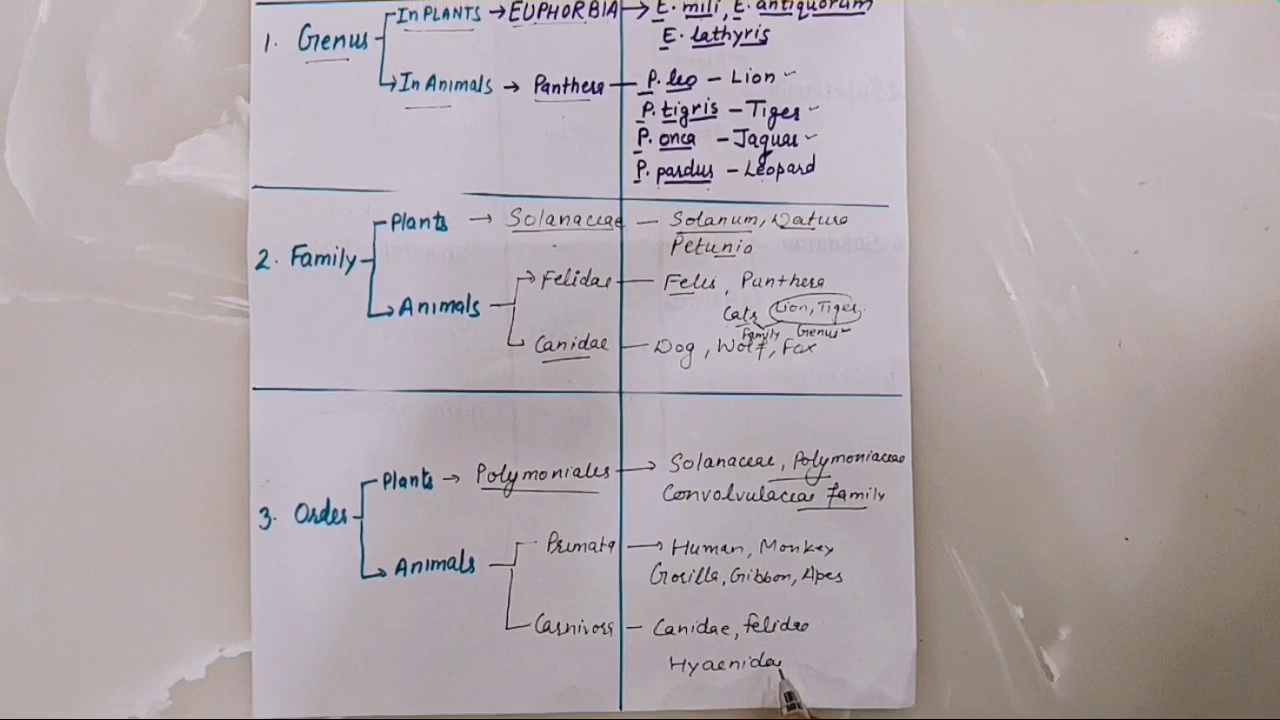 1. Genus In PLANTS → EUPHORBIA → E. mili, E. antiquorum
E. lathyris
In Animals → Panthera — P. leo – Lion
P. tigris – Tiger
P. onca – Jaguar
P. pardus – Leopard
2. Family Plants → Solanaceae — Solanum, Datura
Petunia
Animals Felidae — Felis, Panthera
Cats Lion, Tiger
Family Genus
Canidae — Dog, Wolf, Fox
3. Order Plants → Polymoniales → Solanaceae, Polymoniaceae
Convolvulaceae family
Animals Primata → Human, Monkey
Gorilla, Gibbon, Apes
Carnivora – Canidae, felidae
Hyaenidae